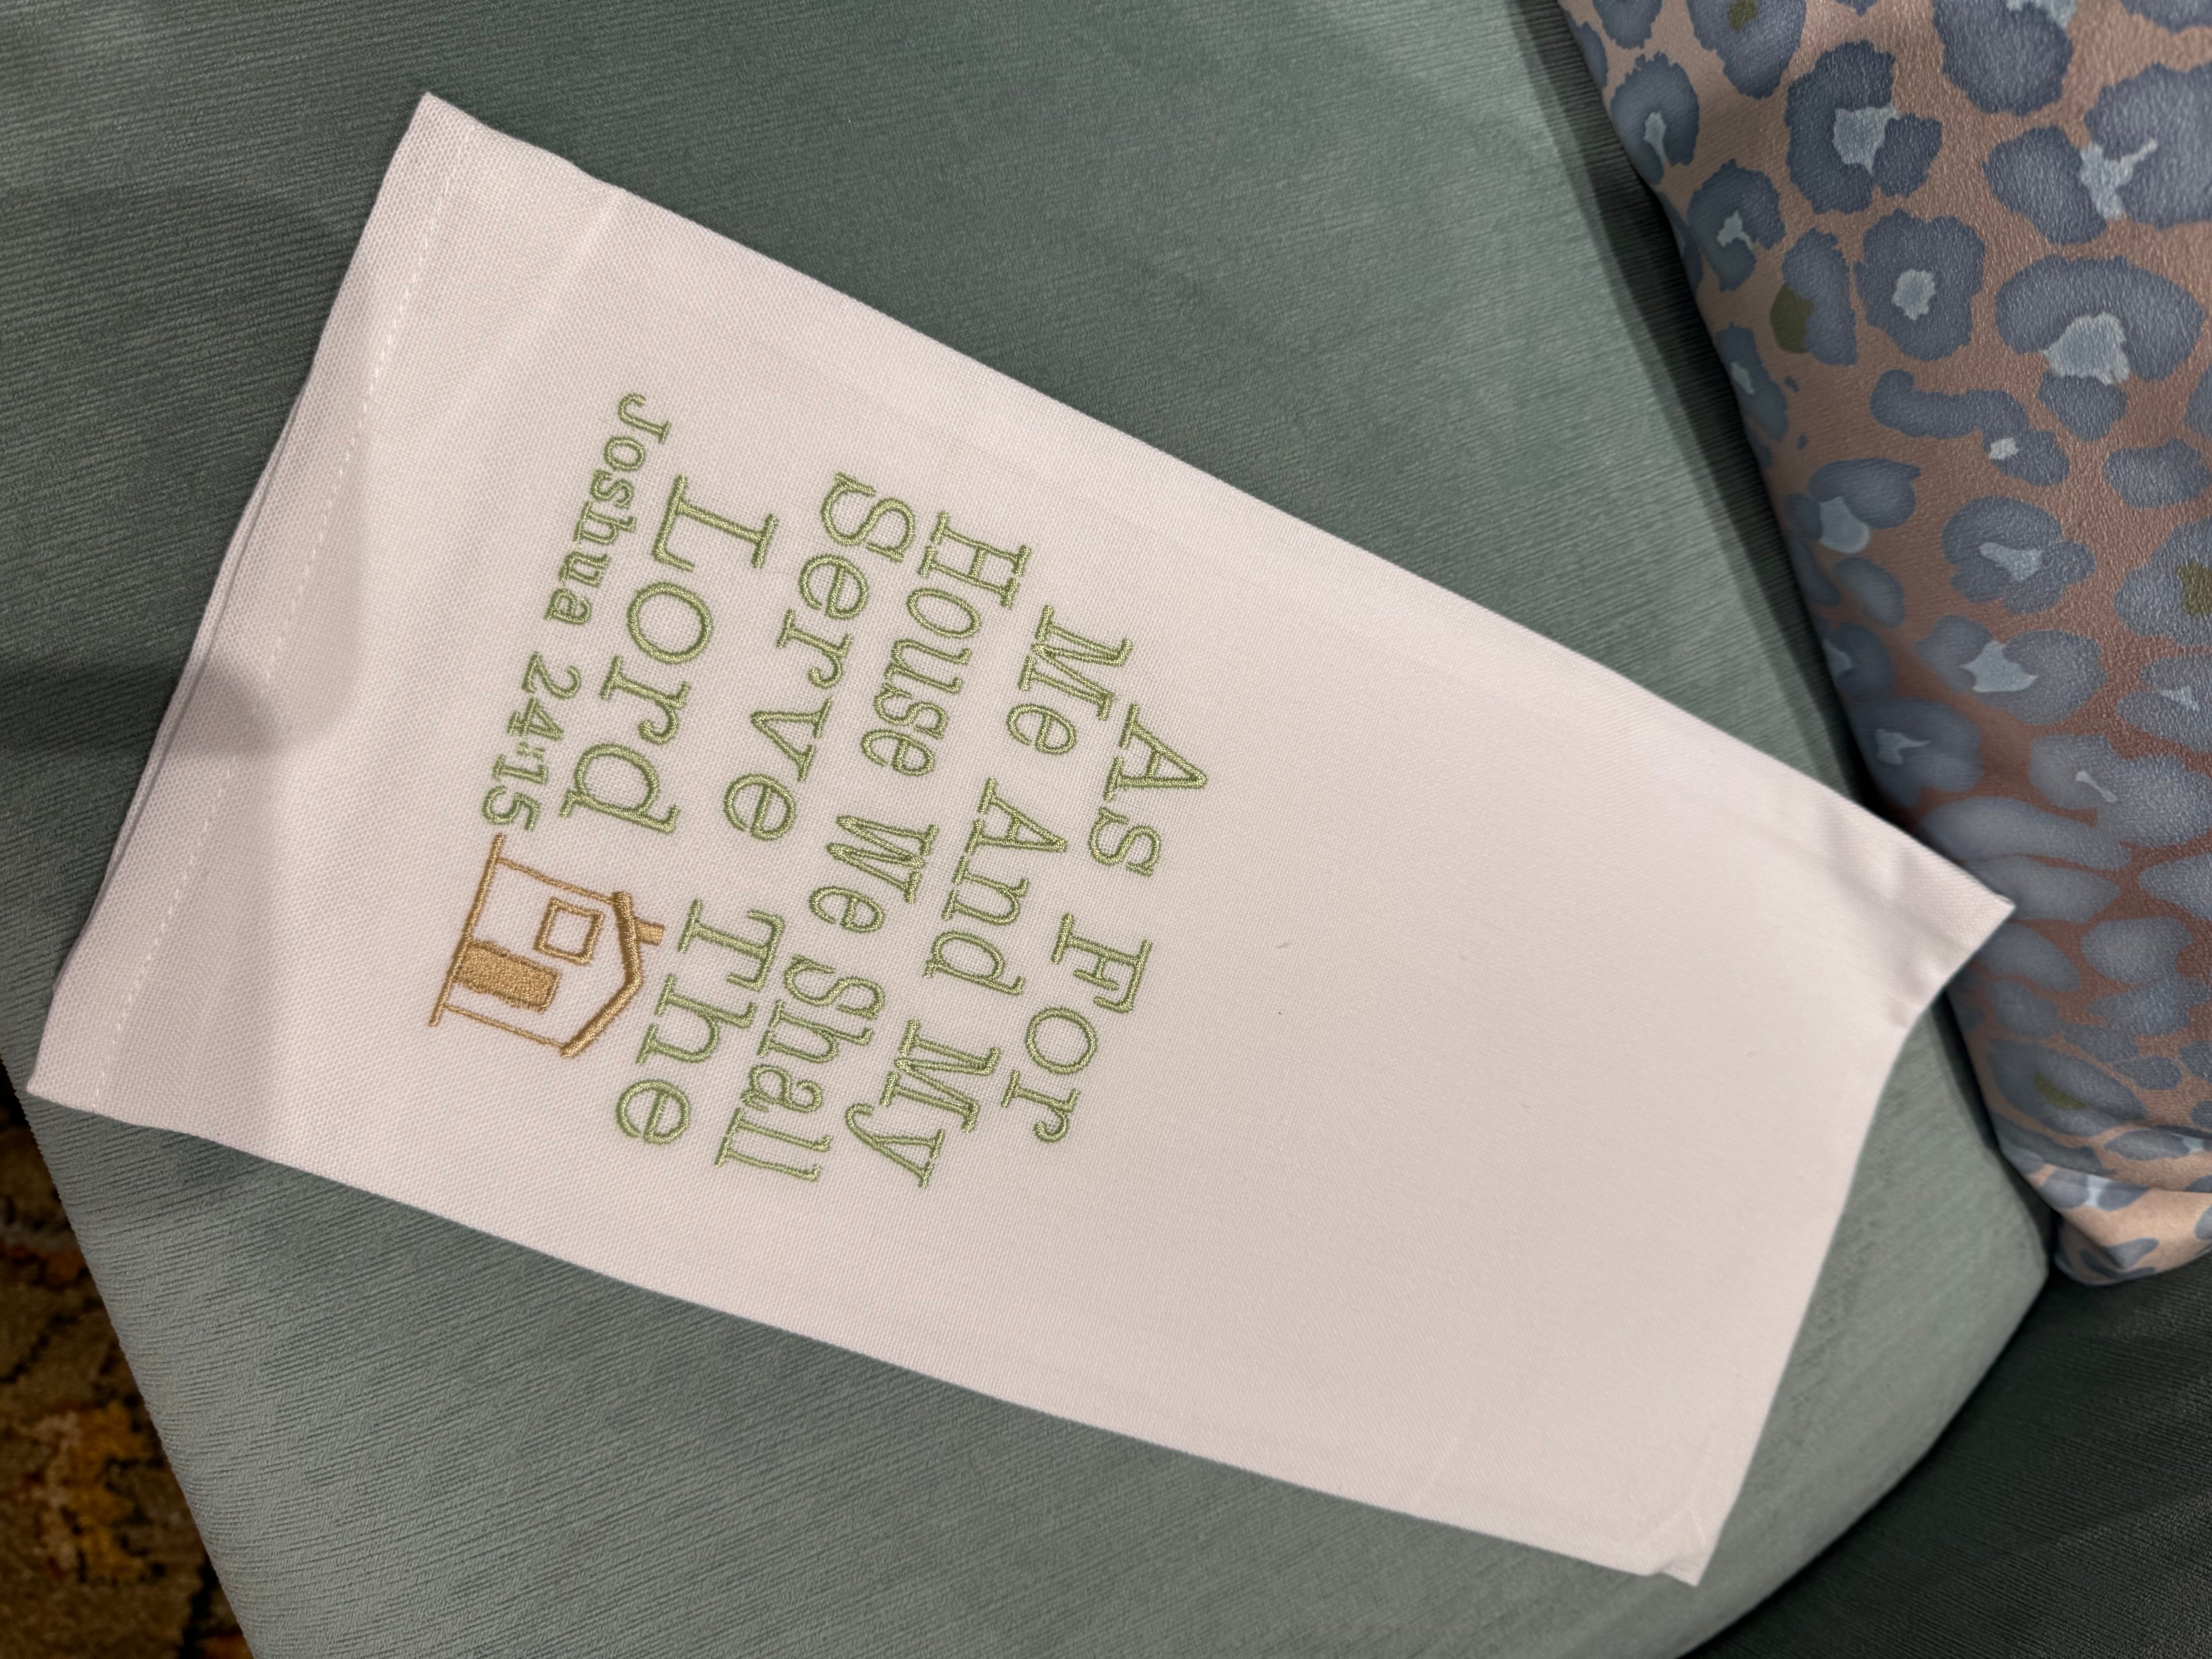 As For
Me And My
House We Shall
Serve The
Lord
Joshua 24:15